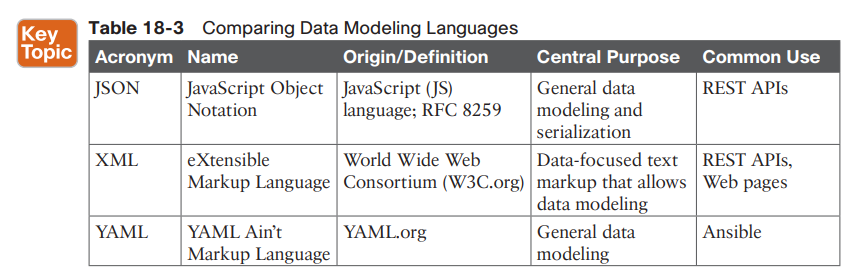 Key
Topic
Table 18-3 Comparing Data Modeling Languages
Acronym Name Origin/Definition Central Purpose Common Use
JSON JavaScript Object JavaScript (JS) General data REST APIs
Notation language; RFC 8259 modeling and
serialization
XML eXtensible World Wide Web Data-focused text REST APIs,
Markup Language Consortium (W3C.org) markup that allows Web pages
data modeling
YAML YAML Ain’t YAML.org General data Ansible
Markup Language modeling